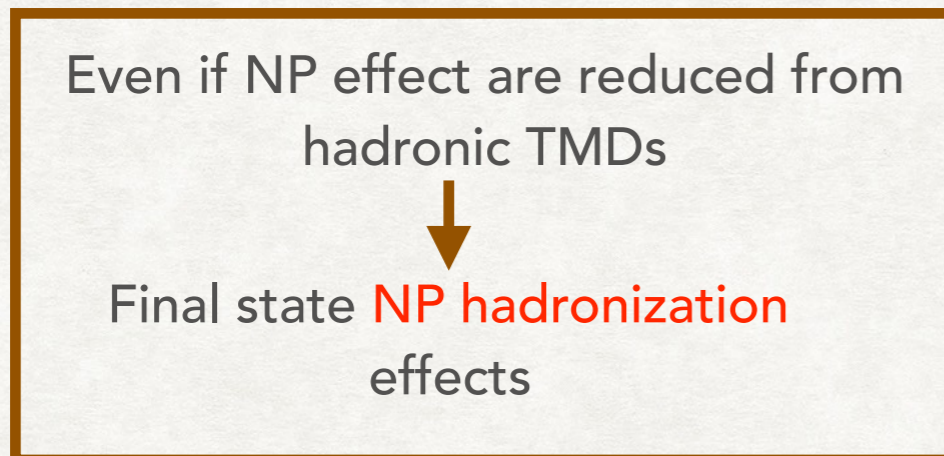 Even if NP effect are reduced from
hadronic TMDs
Final state NP hadronization
effects